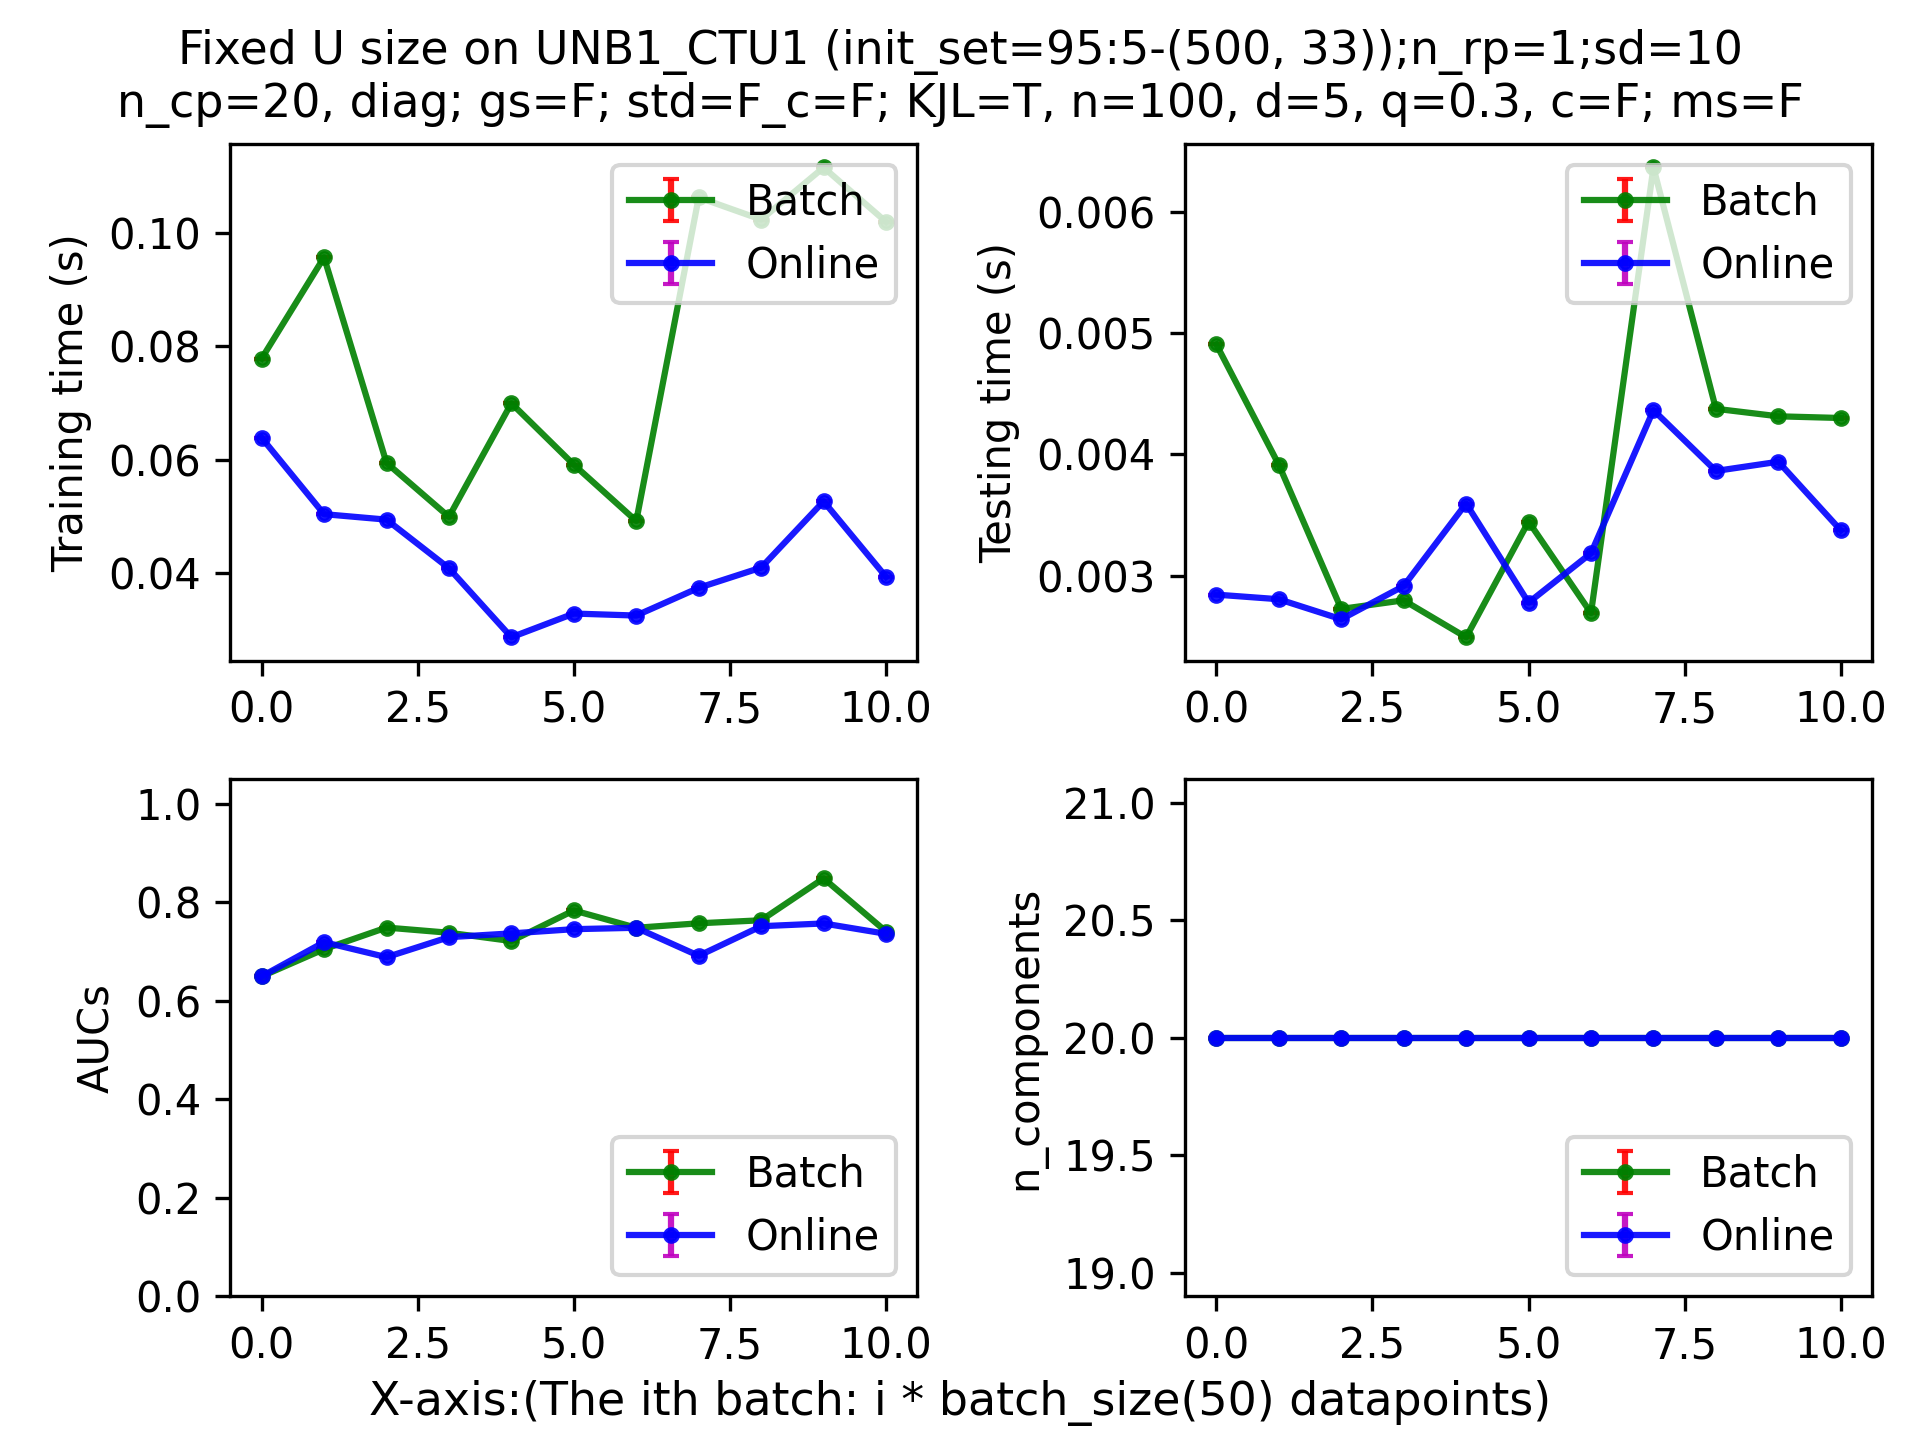 Fixed U size on UNB1_CTU1 (init_set=95:5-(500, 33));n_rp=1;sd=10
n_cp=20, diag; gs=F; std=F_c=F; KJL=T, n=100, d=5, q=0.3, c=F; ms=F
Training time (s)
0.10
0.08
0.06
0.04
Batch
Online
0.0 2.5 5.0 7.5 10.0
Testing time (s)
0.006
0.005
0.004
0.003
Batch
Online
0.0 2.5 5.0 7.5 10.0
AUCs
1.0
0.8
0.6
0.4
0.2
0.0
Batch
Online
0.0 2.5 5.0 7.5 10.0
n_components
21.0
20.5
20.0
19.5
19.0
Batch
Online
0.0 2.5 5.0 7.5 10.0
X-axis:(The ith batch: i * batch_size(50) datapoints)